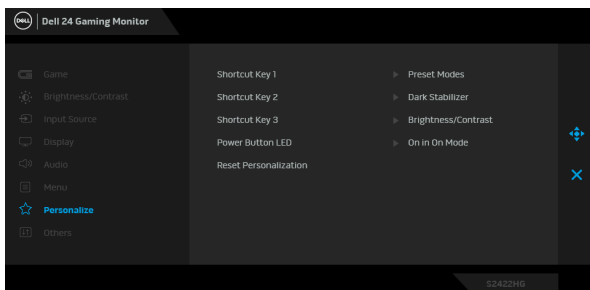 DELL Dell 24 Gaming Monitor
Game
Brightness/Contrast
Input Source
Display
Audio
Menu
Personalize
Others
Shortcut Key 1 Preset Modes
Shortcut Key 2 Dark Stabilizer
Shortcut Key 3 Brightness/Contrast
Power Button LED On in On Mode
Reset Personalization
S2422HG